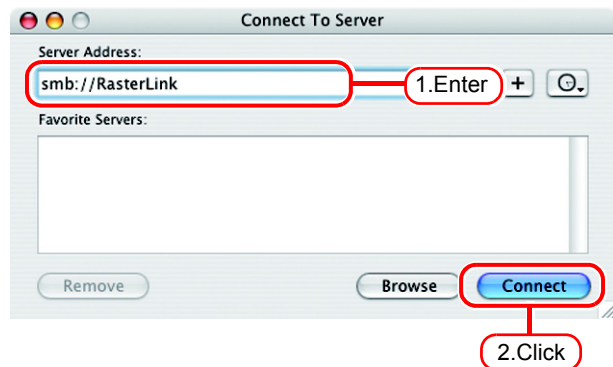 Connect To Server
Server Address:
smb://RasterLink
1.Enter
+
Favorite Servers:
Remove
Browse
Connect
2.Click